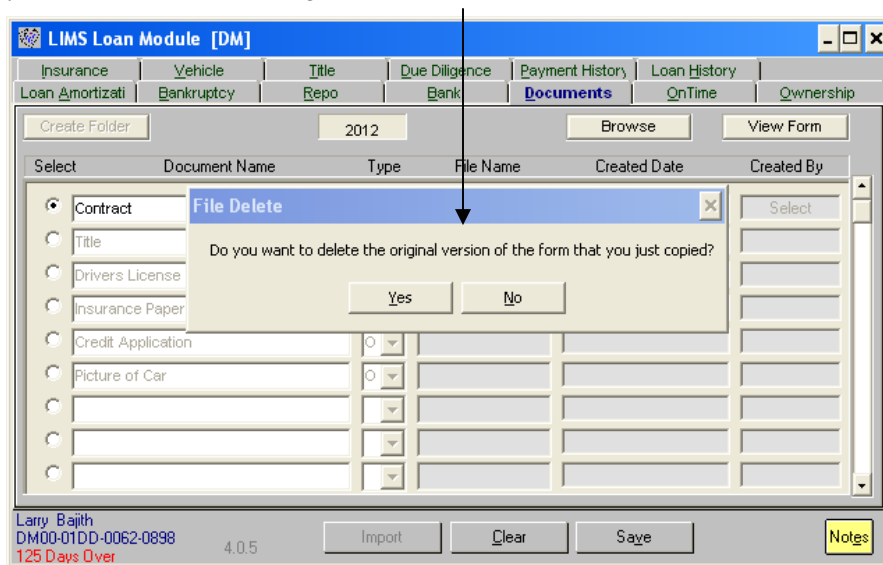 LIMS Loan Module [DM]
Insurance Vehicle Title Due Diligence Payment History Loan History
Loan Amortizati Bankruptcy Repo Bank Documents OnTime Ownership
Create Folder 2012 Browse View Form
Select Document Name Type File Name Created Date Created By
Contract File Delete Select
Title Do you want to delete the original version of the form that you just copied?
Drivers License
Insurance Paper Yes No
Credit Application O
Picture of Car O
Larry Bajith
DM00-01DD-0062-0898 4.0.5 Import Clear Save Notes
125 Days Over